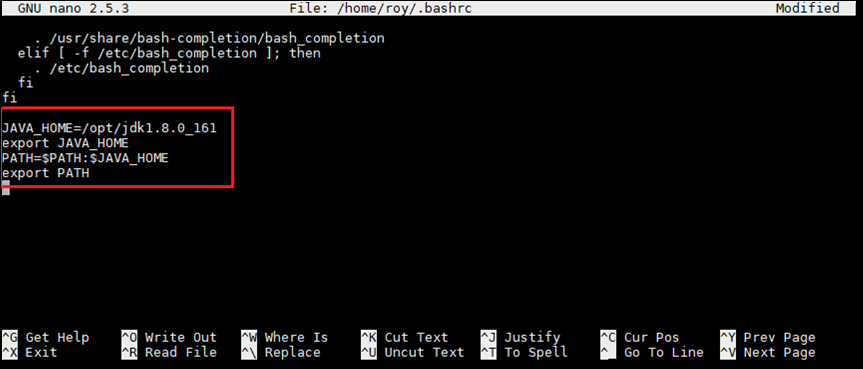 GNU nano 2.5.3 File: /home/roy/.bashrc Modified
. /usr/share/bash-completion/bash_completion
elif [ -f /etc/bash_completion ]; then
. /etc/bash_completion
fi
fi
JAVA_HOME=/opt/jdk1.8.0_161
export JAVA_HOME
PATH=$PATH:$JAVA_HOME
export PATH
^G Get Help ^O Write Out ^W Where Is ^K Cut Text ^J Justify ^C Cur Pos ^Y Prev Page
^X Exit ^R Read File ^\ Replace ^U Uncut Text ^T To Spell ^_ Go To Line ^V Next Page